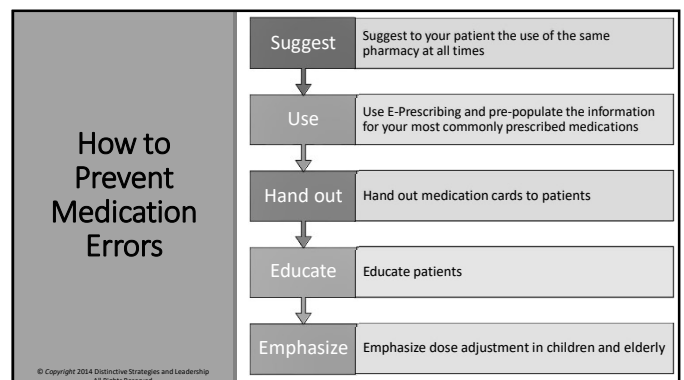 How to
Prevent
Medication
Errors
© Copyright 2014 Distinctive Strategies and Leadership
All Rights Reserved
Suggest
Suggest to your patient the use of the same
pharmacy at all times
Use
Use E-Prescribing and pre-populate the information
for your most commonly prescribed medications
Hand out
Hand out medication cards to patients
Educate
Educate patients
Emphasize
Emphasize dose adjustment in children and elderly